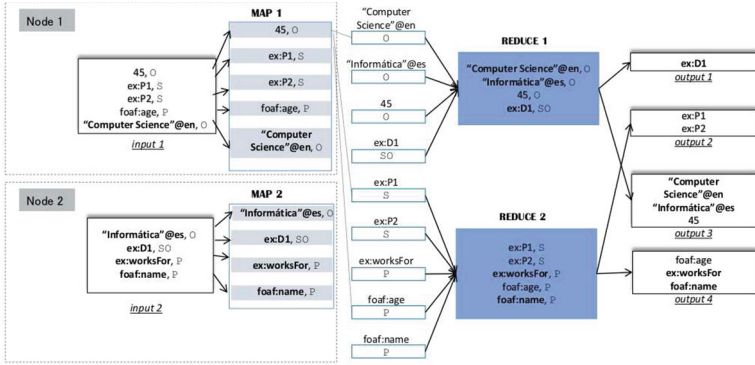 Node 1
45, O
ex:P1, S
ex:P2, S
foaf:age, P
“Computer Science”@en, O
input 1
MAP 1
45, O
ex:P1, S
ex:P2, S
foaf:age, P
“Computer
Science”@en, O
Node 2
“Informática”@es, O
ex:D1, SO
ex:worksFor, P
foaf:name, P
input 2
MAP 2
“Informática”@es, O
ex:D1, SO
ex:worksFor, P
foaf:name, P
“Computer
Science”@en
O
“Informática”@es
O
45
O
ex:D1
SO
ex:P1
S
ex:P2
S
ex:worksFor
P
foaf:age
P
foaf:name
P
REDUCE 1
“Computer Science”@en, O
“Informática”@es, O
45, O
ex:D1, SO
REDUCE 2
ex:P1, S
ex:P2, S
ex:worksFor, P
foaf:age, P
foaf:name, P
ex:D1
output 1
ex:P1
ex:P2
output 2
“Computer
Science”@en
“Informática”@es
45
output 3
foaf:age
ex:worksFor
foaf:name
output 4